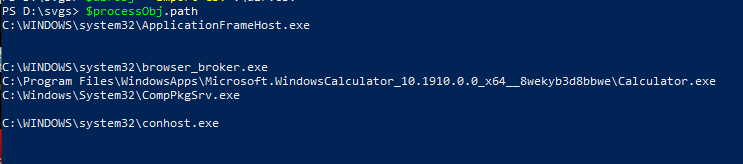 PS D:\svgs> $processObj.path
C:\WINDOWS\system32\ApplicationFrameHost.exe
C:\WINDOWS\system32\browser_broker.exe
C:\Program Files\WindowsApps\Microsoft.WindowsCalculator_10.1910.0.0_x64__8wekyb3d8bbwe\Calculator.exe
C:\Windows\System32\CompPkgSrv.exe
C:\WINDOWS\system32\conhost.exe